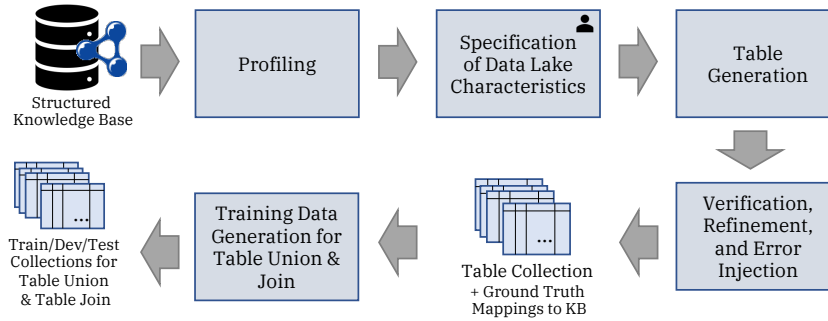 Structured
Knowledge Base
Profiling
Specification
of Data Lake
Characteristics
Table
Generation
Verification,
Refinement,
and Error
Injection
...
Table Collection
+ Ground Truth
Mappings to KB
Training Data
Generation for
Table Union &
Join
...
Train/Dev/Test
Collections for
Table Union
& Table Join